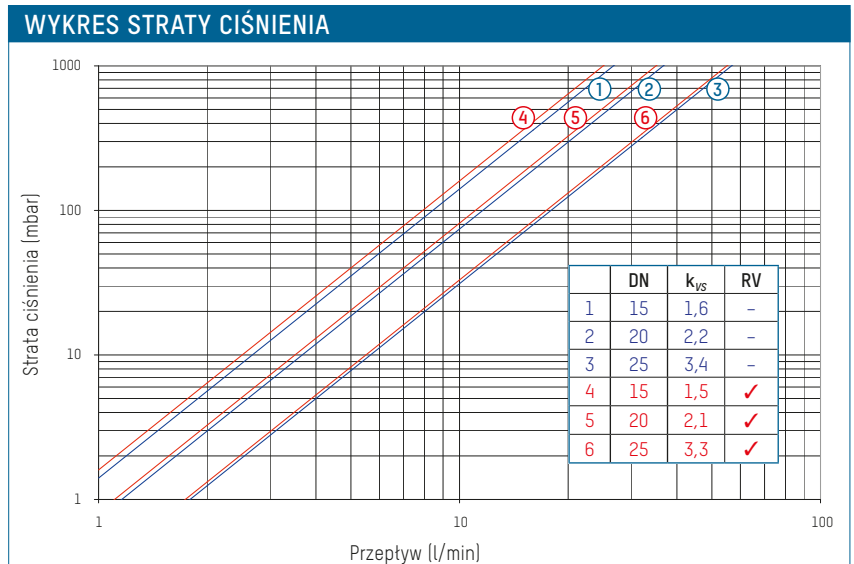 WYKRES STRATY CIŚNIENIA
1000
100
10
1
Strata ciśnienia (mbar)
1 10 100
Przepływ (l/min)
1 2 3
4 5 6
DN kvs RV
1 15 1,6 –
2 20 2,2 –
3 25 3,4 –
4 15 1,5 ✓
5 20 2,1 ✓
6 25 3,3 ✓